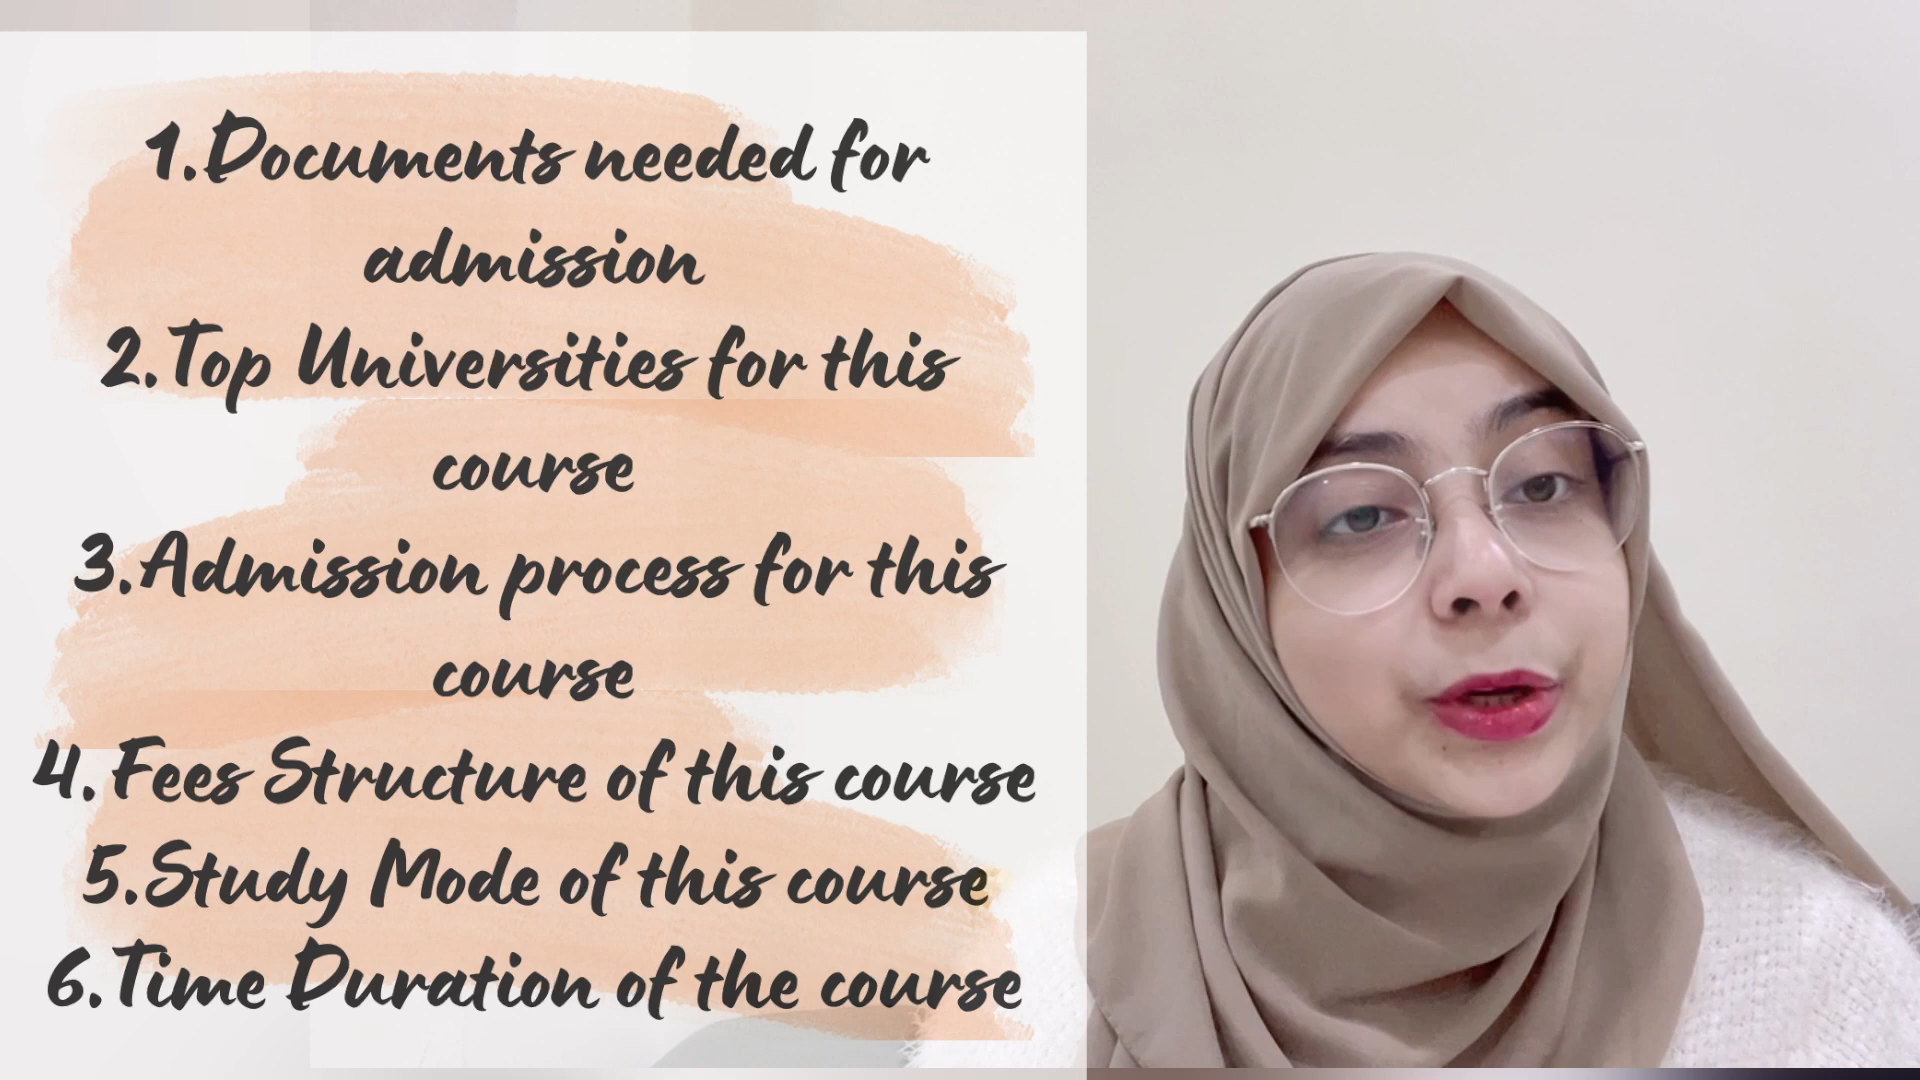 1.Documents needed for
admission
2.Top Universities for this
course
3.Admission process for this
course
4.Fees Structure of this course
5.Study Mode of this course
6.Time Duration of the course